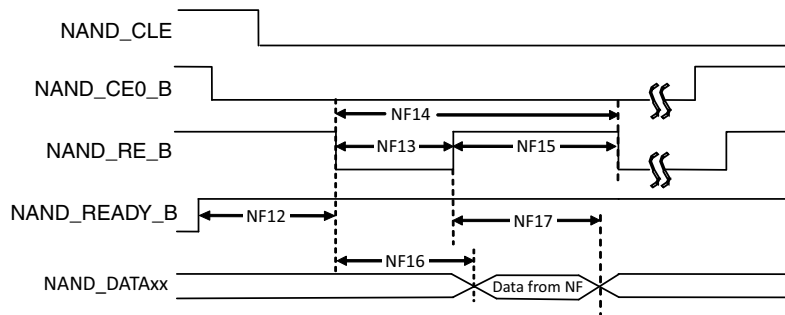 NAND_CLE
NAND_CE0_B
NF14
NAND_RE_B
NF13
NF15
NAND_READY_B
NF12
NF17
NF16
NAND_DATAxx
Data from NF